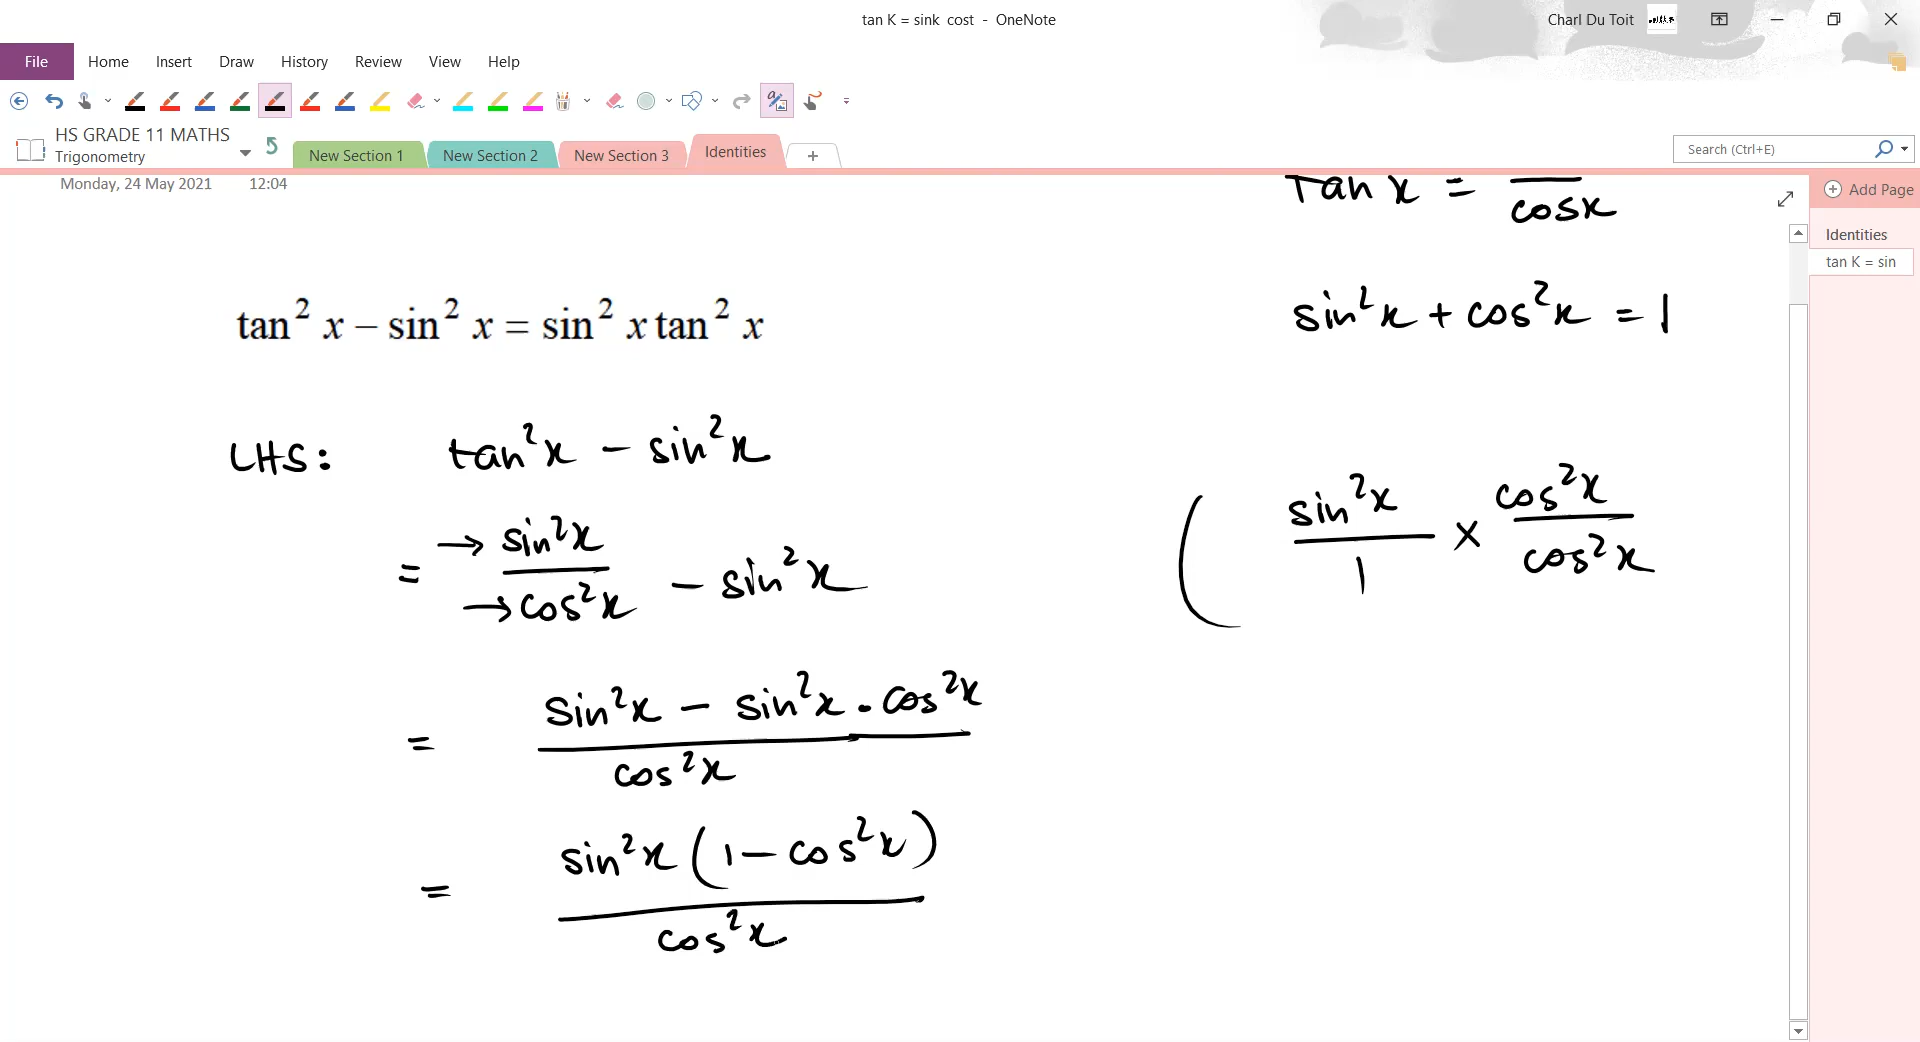 tan K = sink cost - OneNote
Charl Du Toit
File Home Insert Draw History Review View Help
HS GRADE 11 MATHS
Trigonometry
New Section 1 New Section 2 New Section 3 Identities +
Search (Ctrl+E)
Monday, 24 May 2021 12:04
Add Page
Identities
tan K = sin
tan x = ―/cos x
sin²x + cos²x = 1
tan² x − sin² x = sin² x tan² x
LHS: tan²x − sin²x
= → sin²x / → cos²x − sin²x
( sin²x / 1 × cos²x / cos²x
= sin²x − sin²x . cos²x / cos²x
= sin²x (1 − cos²x) / cos²x